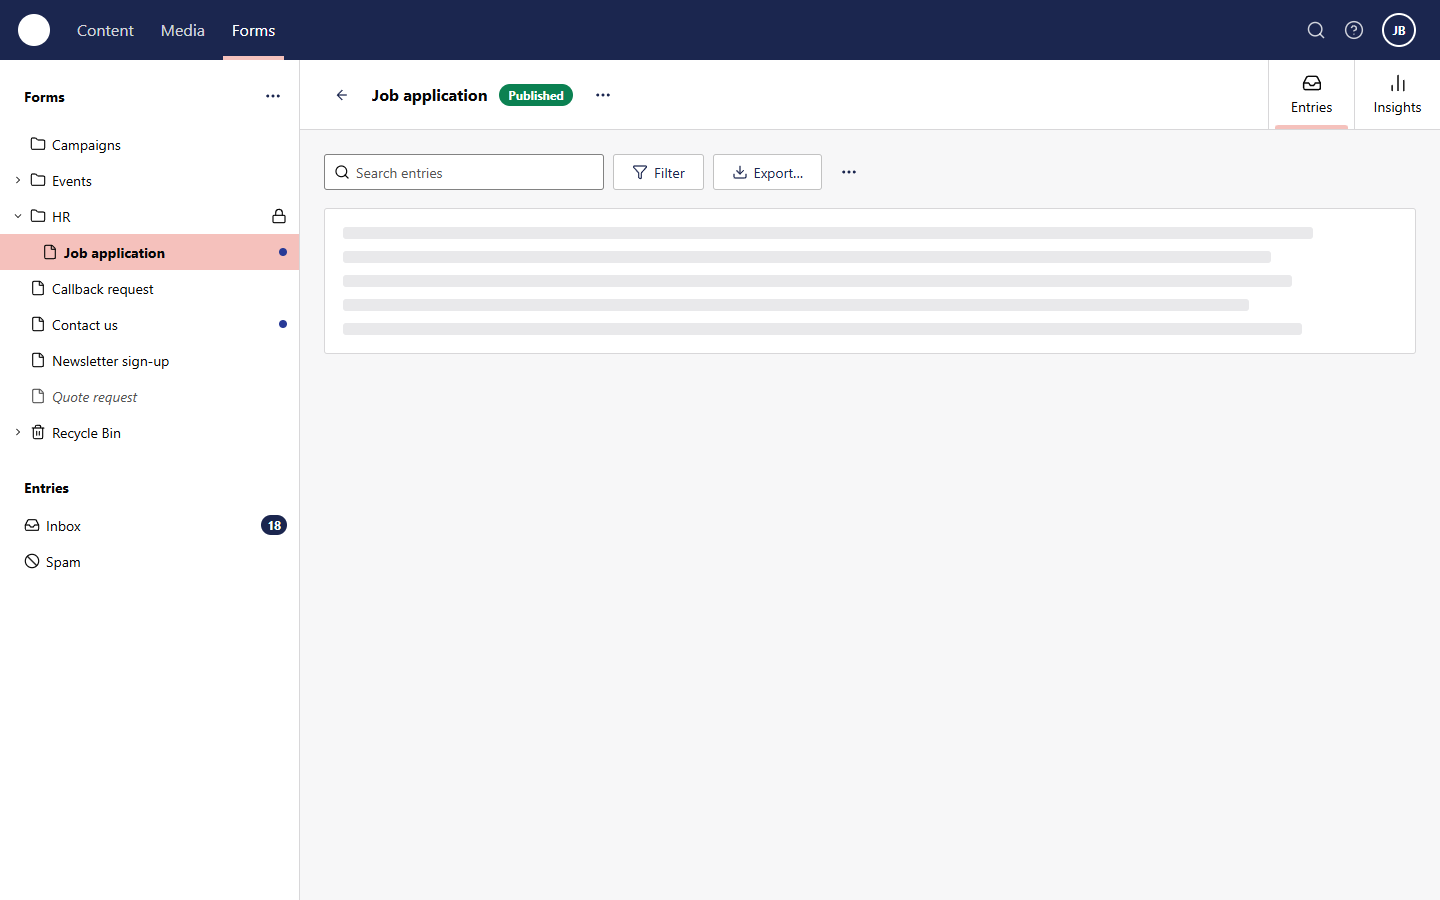 Content Media Forms JB
Forms
Campaigns
Events
HR
Job application
Callback request
Contact us
Newsletter sign-up
Quote request
Recycle Bin
Entries
Inbox 18
Spam
Job application Published
Entries Insights
Search entries Filter Export...